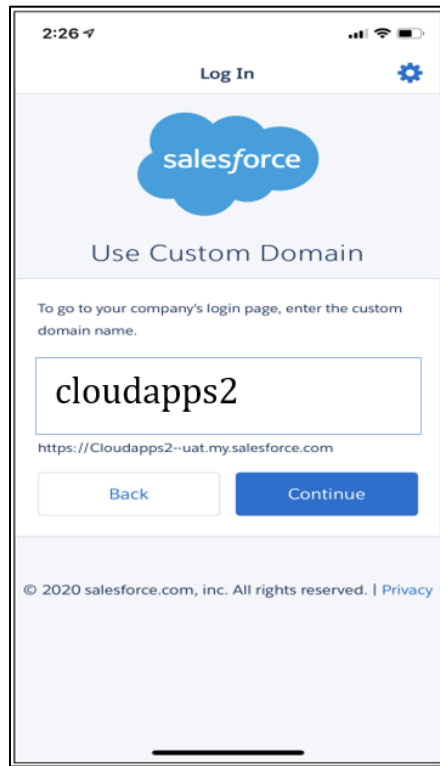 2:26
Log In
salesforce
Use Custom Domain
To go to your company's login page, enter the custom
domain name.
cloudapps2
https://Cloudapps2--uat.my.salesforce.com
Back Continue
© 2020 salesforce.com, inc. All rights reserved. | Privacy